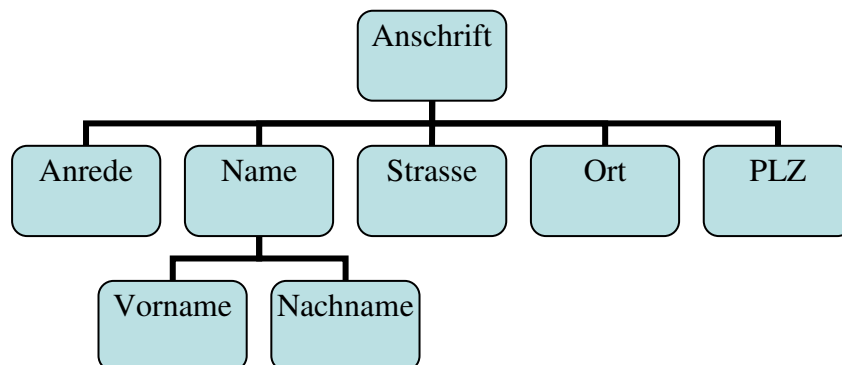 Anschrift
Anrede
Name
Strasse
Ort
PLZ
Vorname
Nachname